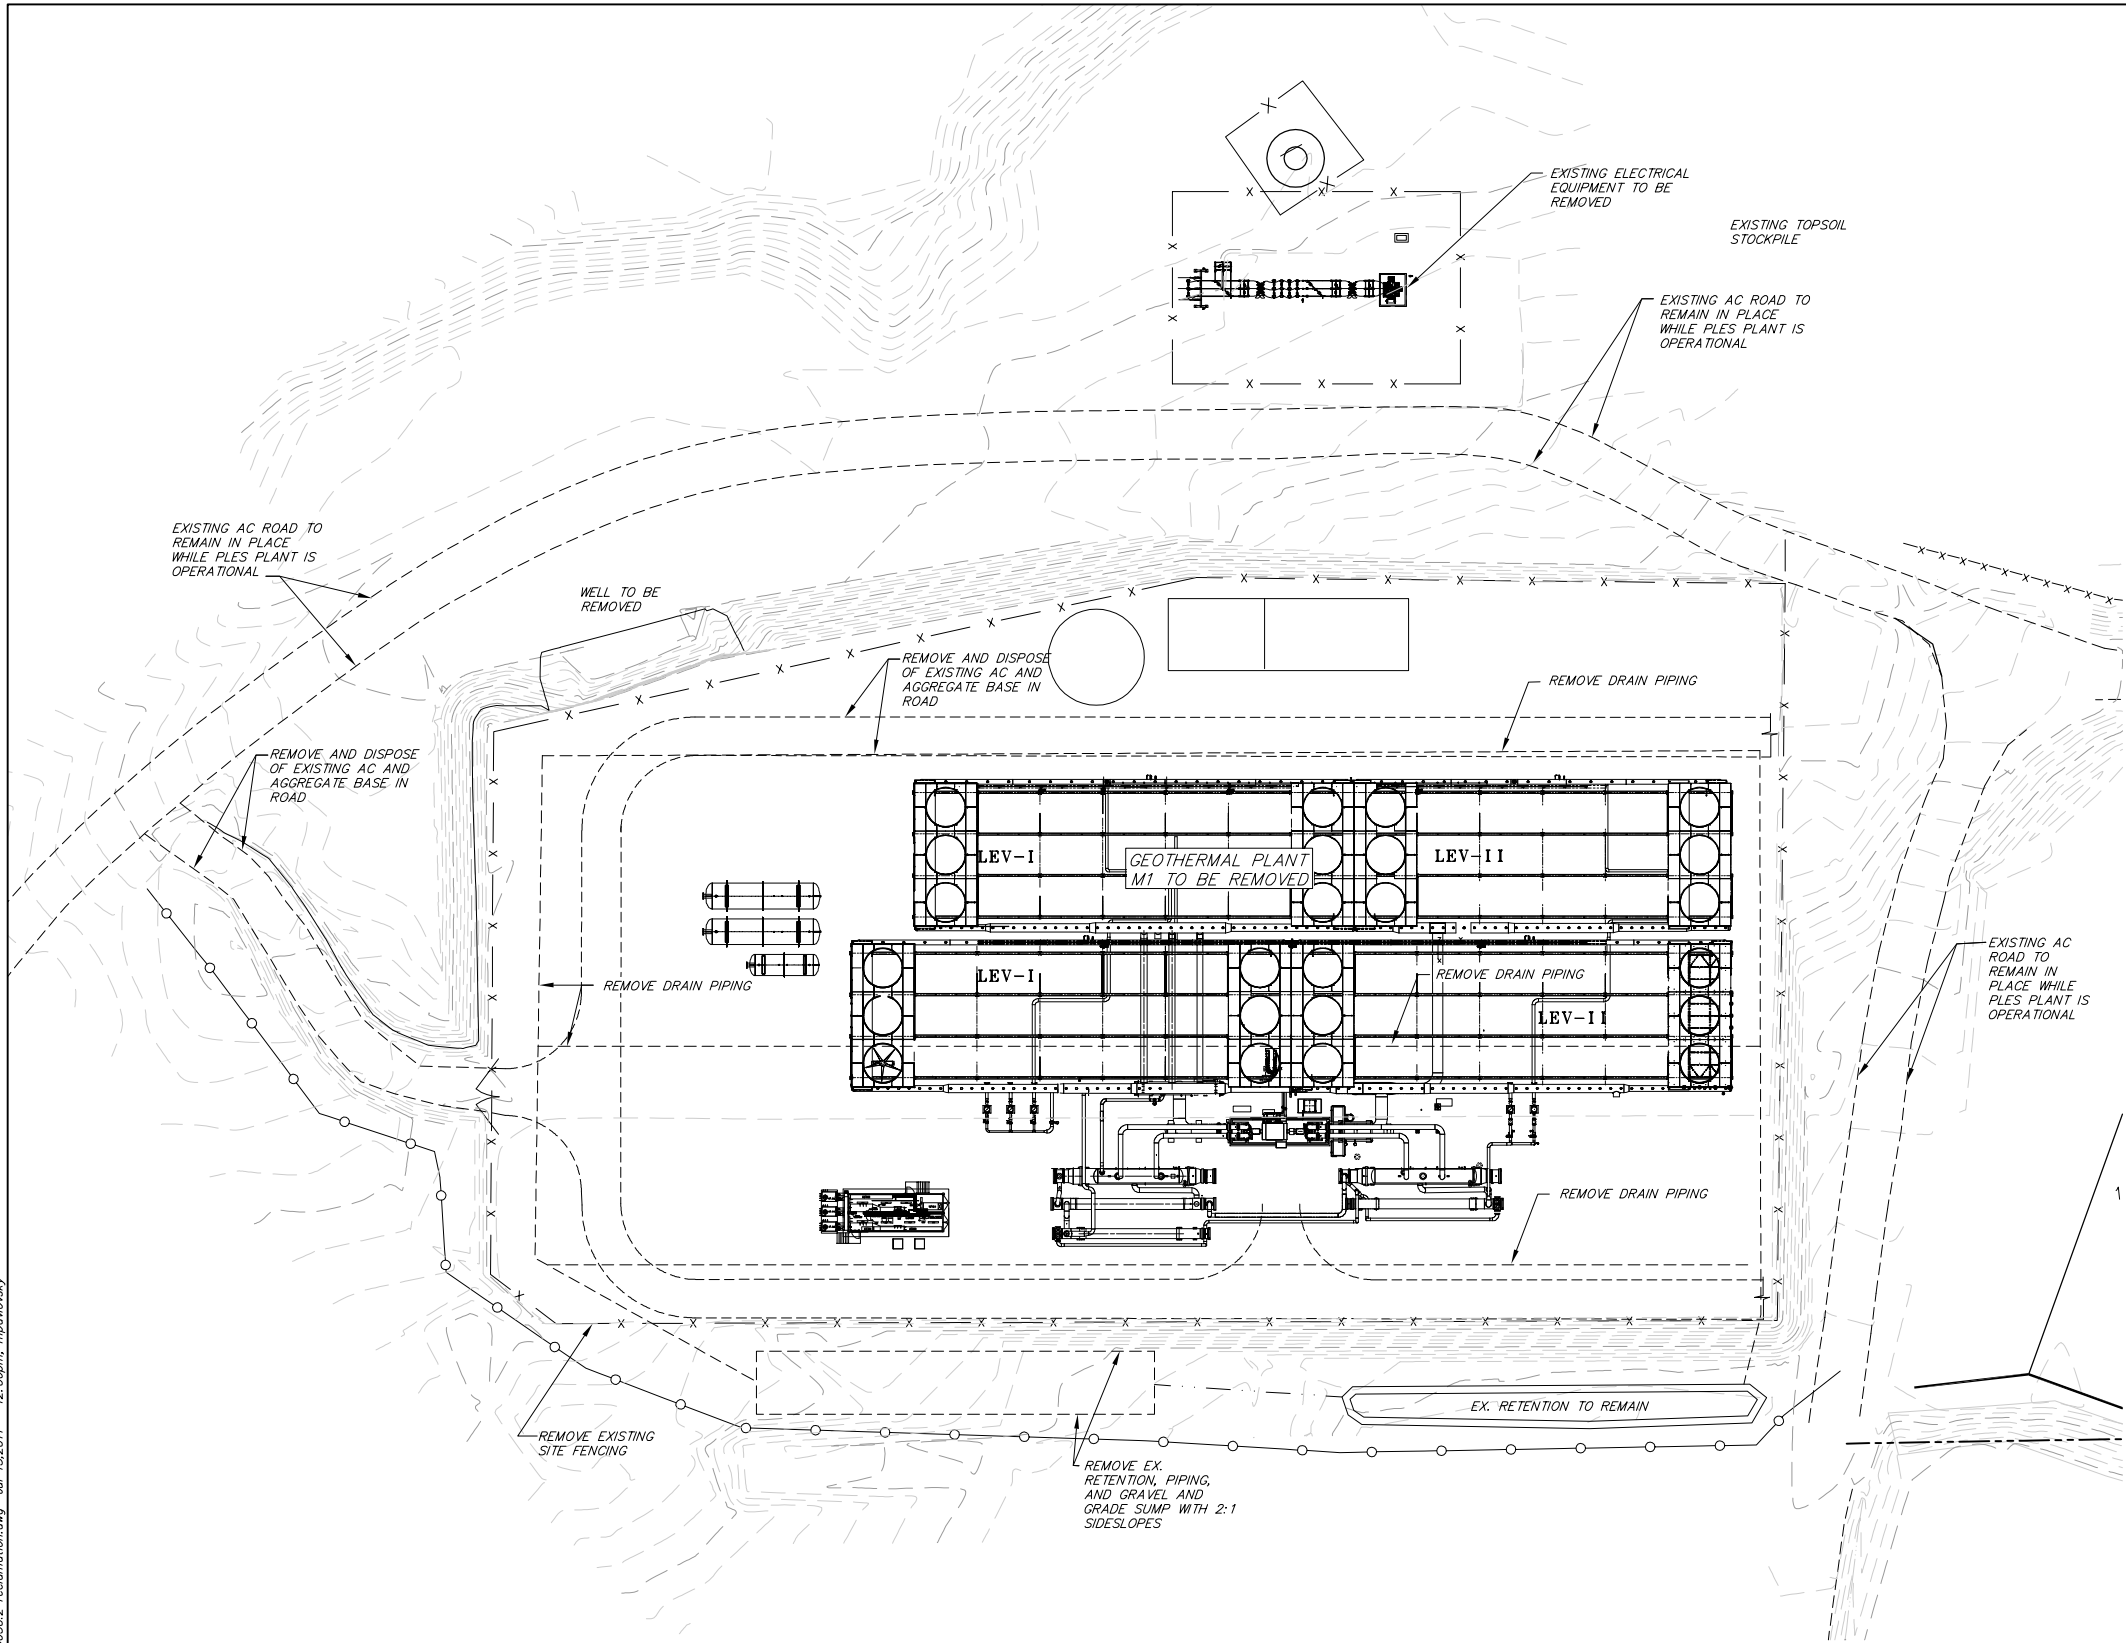 EXISTING ELECTRICAL
EQUIPMENT TO BE
REMOVED
EXISTING TOPSOIL
STOCKPILE
EXISTING AC ROAD TO
REMAIN IN PLACE
WHILE PLES PLANT IS
OPERATIONAL
EXISTING AC ROAD TO
REMAIN IN PLACE
WHILE PLES PLANT IS
OPERATIONAL
WELL TO BE
REMOVED
REMOVE AND DISPOSE
OF EXISTING AC AND
AGGREGATE BASE IN
ROAD
REMOVE DRAIN PIPING
REMOVE AND DISPOSE
OF EXISTING AC AND
AGGREGATE BASE IN
ROAD
LEV-I
GEOTHERMAL PLANT
M1 TO BE REMOVED
LEV-II
EXISTING AC
ROAD TO
REMAIN IN
PLACE WHILE
PLES PLANT IS
OPERATIONAL
REMOVE DRAIN PIPING
LEV-I
REMOVE DRAIN PIPING
LEV-II
REMOVE DRAIN PIPING
1
EX. RETENTION TO REMAIN
REMOVE EXISTING
SITE FENCING
REMOVE EX.
RETENTION, PIPING,
AND GRAVEL AND
GRADE SUMP WITH 2:1
SIDESLOPES